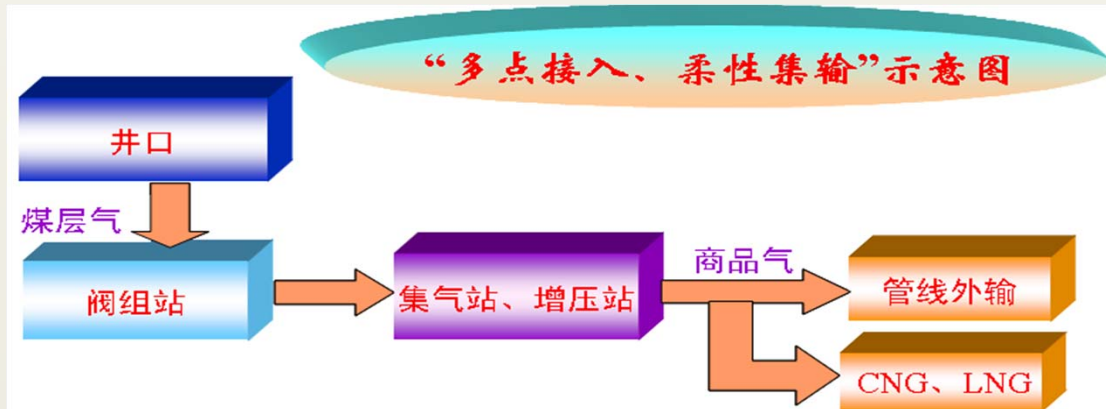 “多点接入、柔性集输”示意图
井口
煤层气
阀组站
集气站、增压站
商品气
管线外输
CNG、LNG